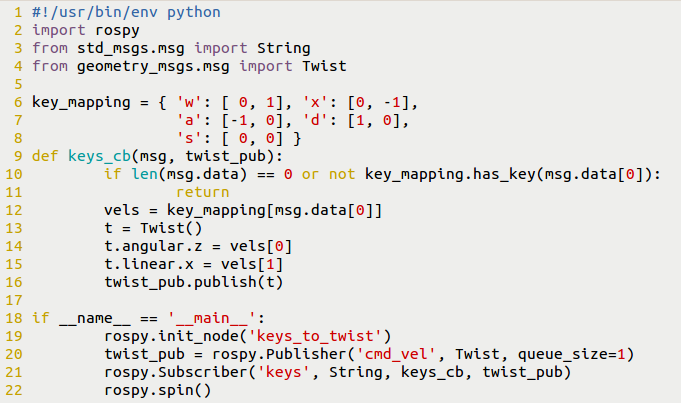 1 #!/usr/bin/env python
2 import rospy
3 from std_msgs.msg import String
4 from geometry_msgs.msg import Twist
5
6 key_mapping = { 'w': [ 0, 1], 'x': [0, -1],
7                 'a': [-1, 0], 'd': [1, 0],
8                 's': [ 0, 0] }
9 def keys_cb(msg, twist_pub):
10         if len(msg.data) == 0 or not key_mapping.has_key(msg.data[0]):
11                 return
12         vels = key_mapping[msg.data[0]]
13         t = Twist()
14         t.angular.z = vels[0]
15         t.linear.x = vels[1]
16         twist_pub.publish(t)
17
18 if __name__ == '__main__':
19         rospy.init_node('keys_to_twist')
20         twist_pub = rospy.Publisher('cmd_vel', Twist, queue_size=1)
21         rospy.Subscriber('keys', String, keys_cb, twist_pub)
22         rospy.spin()